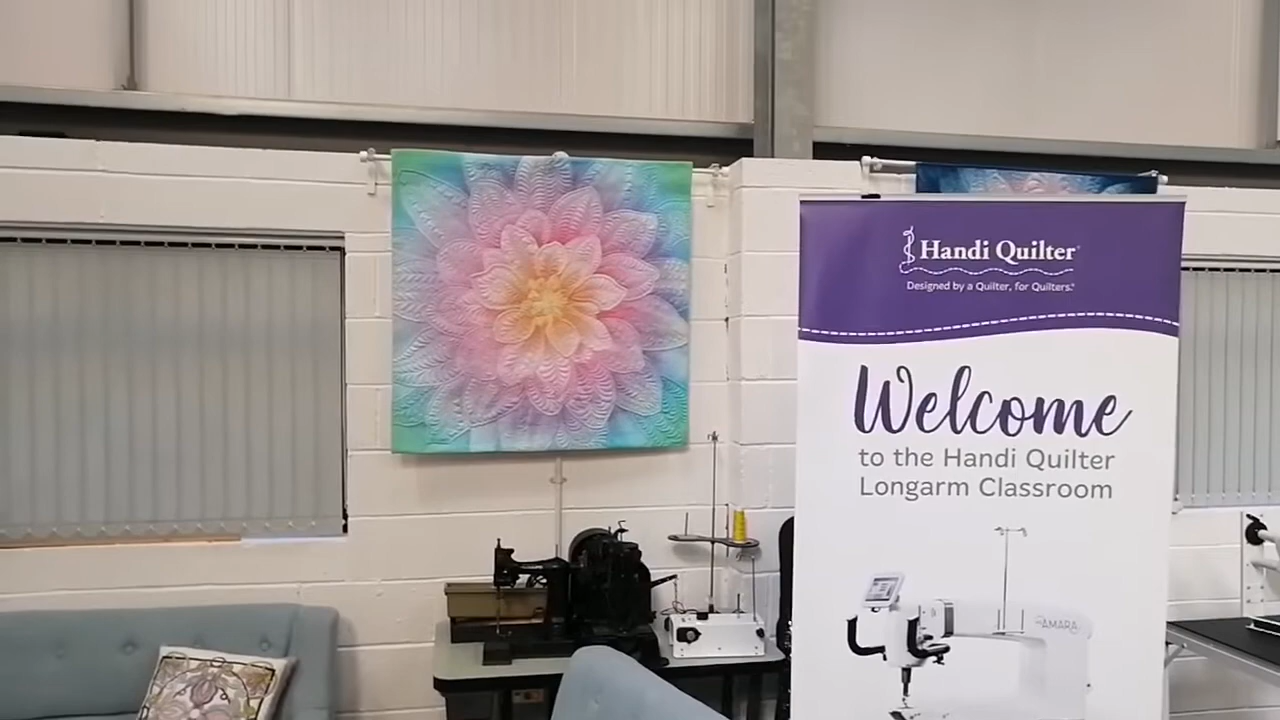 Handi Quilter®
Designed by a Quilter, for Quilters.®
Welcome
to the Handi Quilter
Longarm Classroom
AMARA